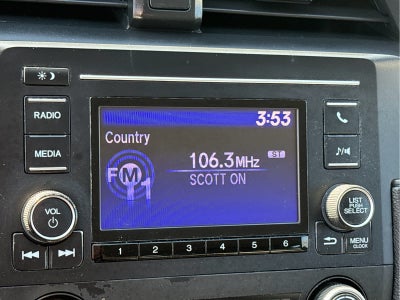 3:53
RADIO
Country
106.3MHz
ST
MEDIA
FM1
SCOTT ON
VOL
LIST
PUSH
SELECT
MENU
CLOCK
1 2 3 4 5 6